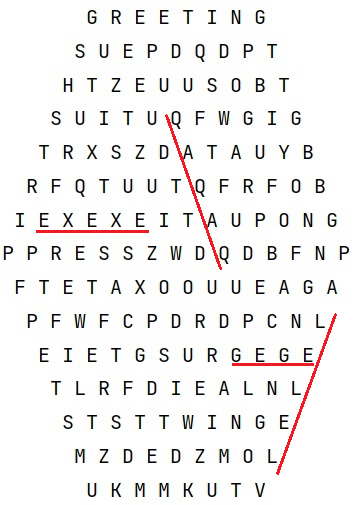 G R E E T I N G
S U E P D Q D P T
H T Z E U U S O B T
S U I T U Q F W G I G
T R X S Z D A T A U Y B
R F Q T U U T Q F R F O B
I E X E X E I T A U P O N G
P P R E S S Z W D Q D B F N P
F T E T A X O O U U E A G A
P F W F C P D R D P C N L
E I E T G S U R G E G E
T L R F D I E A L N L
S T S T T W I N G E
M Z D E D Z M O L
U K M M K U T V